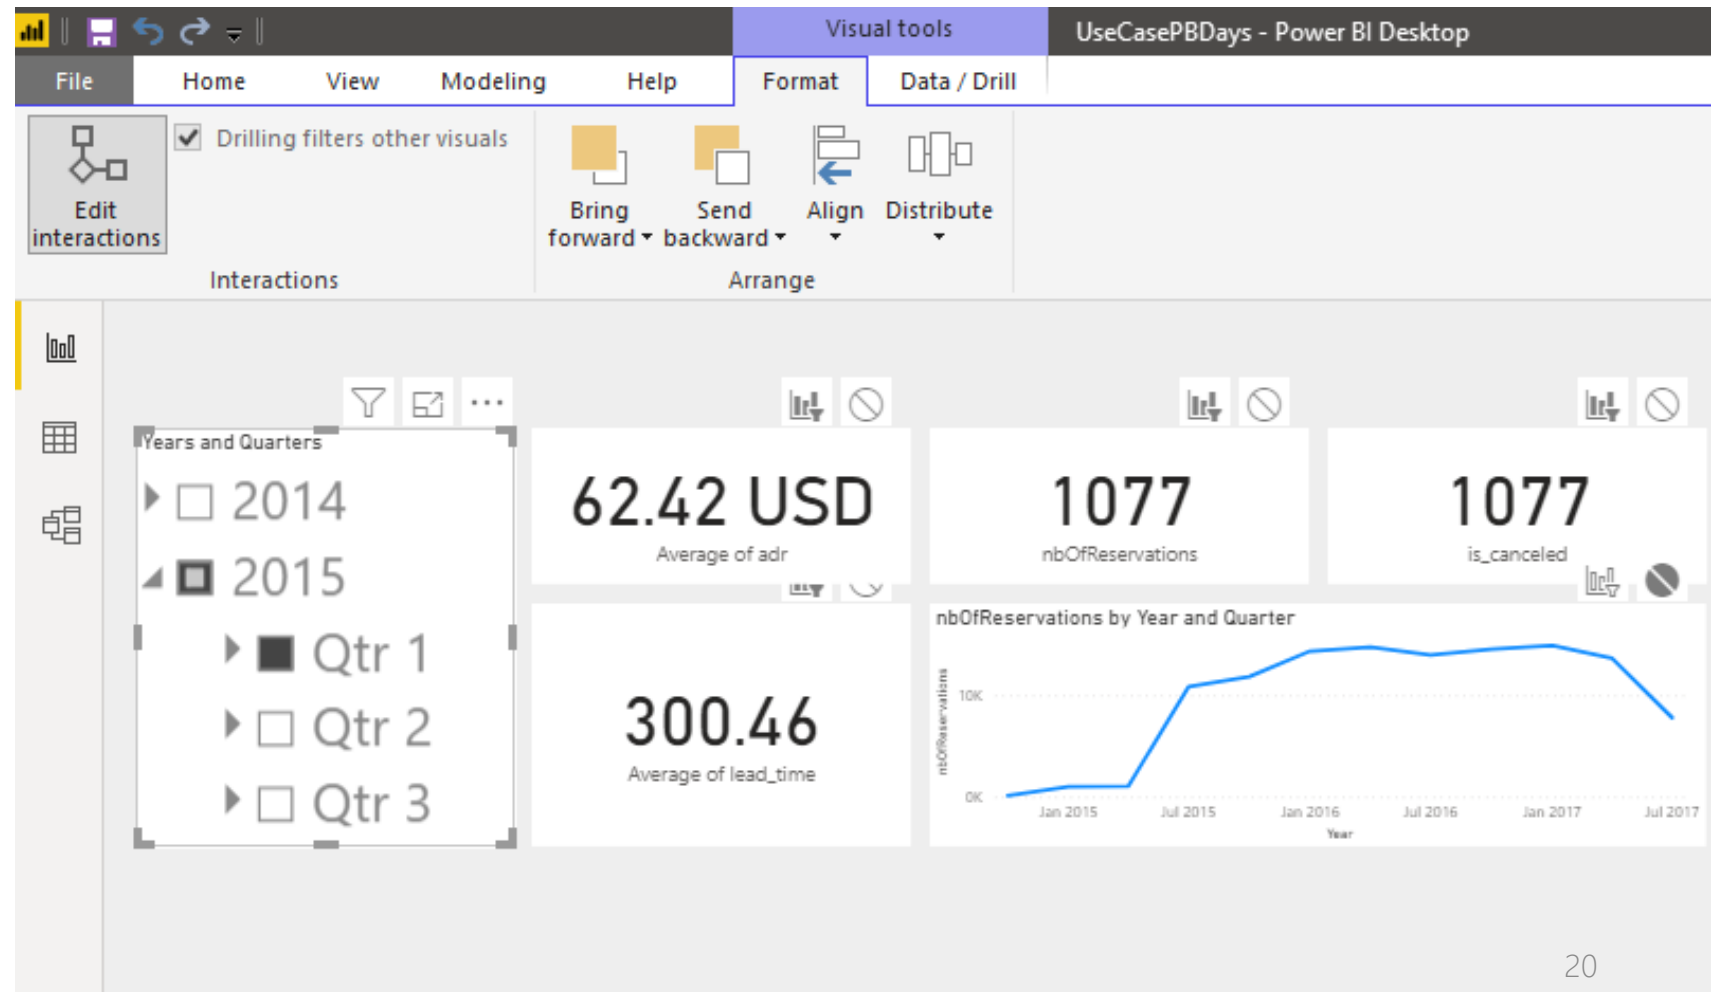 Visual tools
UseCasePBDays - Power BI Desktop
File
Home
View
Modeling
Help
Format
Data / Drill
Edit
interactions
Drilling filters other visuals
Interactions
Bring
forward
Send
backward
Align
Distribute
Arrange
Years and Quarters
2014
2015
Qtr 1
Qtr 2
Qtr 3
62.42 USD
Average of adr
1077
nbOfReservations
1077
is_canceled
300.46
Average of lead_time
nbOfReservations by Year and Quarter
nbOfReservations
10K
0K
Jan 2015
Jul 2015
Jan 2016
Jul 2016
Jan 2017
Jul 2017
Year
20